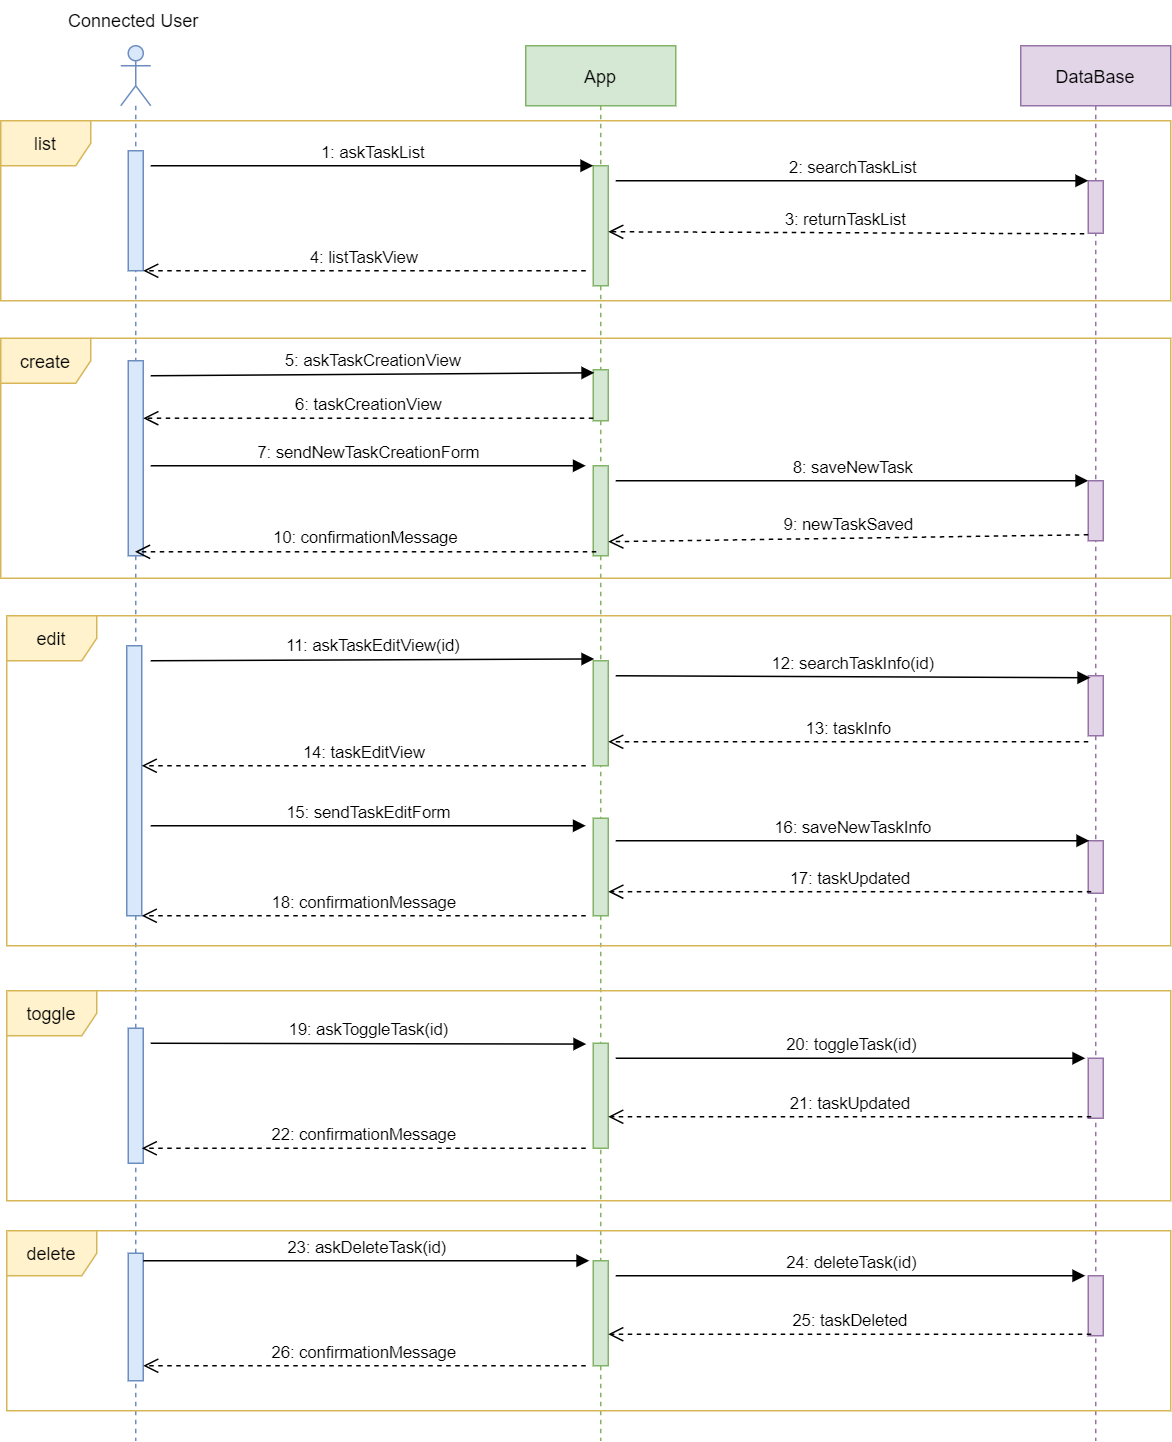 Connected User
App
DataBase
list
1: askTaskList
2: searchTaskList
3: returnTaskList
4: listTaskView
create
5: askTaskCreationView
6: taskCreationView
7: sendNewTaskCreationForm
8: saveNewTask
9: newTaskSaved
10: confirmationMessage
edit
11: askTaskEditView(id)
12: searchTaskInfo(id)
13: taskInfo
14: taskEditView
15: sendTaskEditForm
16: saveNewTaskInfo
17: taskUpdated
18: confirmationMessage
toggle
19: askToggleTask(id)
20: toggleTask(id)
21: taskUpdated
22: confirmationMessage
delete
23: askDeleteTask(id)
24: deleteTask(id)
25: taskDeleted
26: confirmationMessage